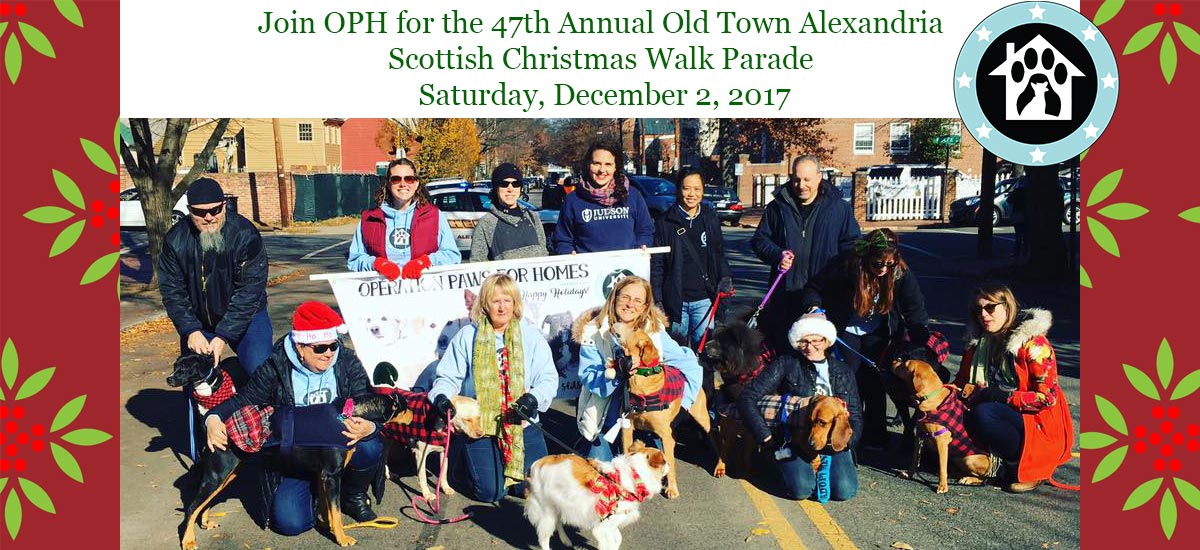 Join OPH for the 47th Annual Old Town Alexandria
Scottish Christmas Walk Parade
Saturday, December 2, 2017
JUDSON
UNIVERSITY
OPERATION PAWS FOR HOMES
Happy Holidays!